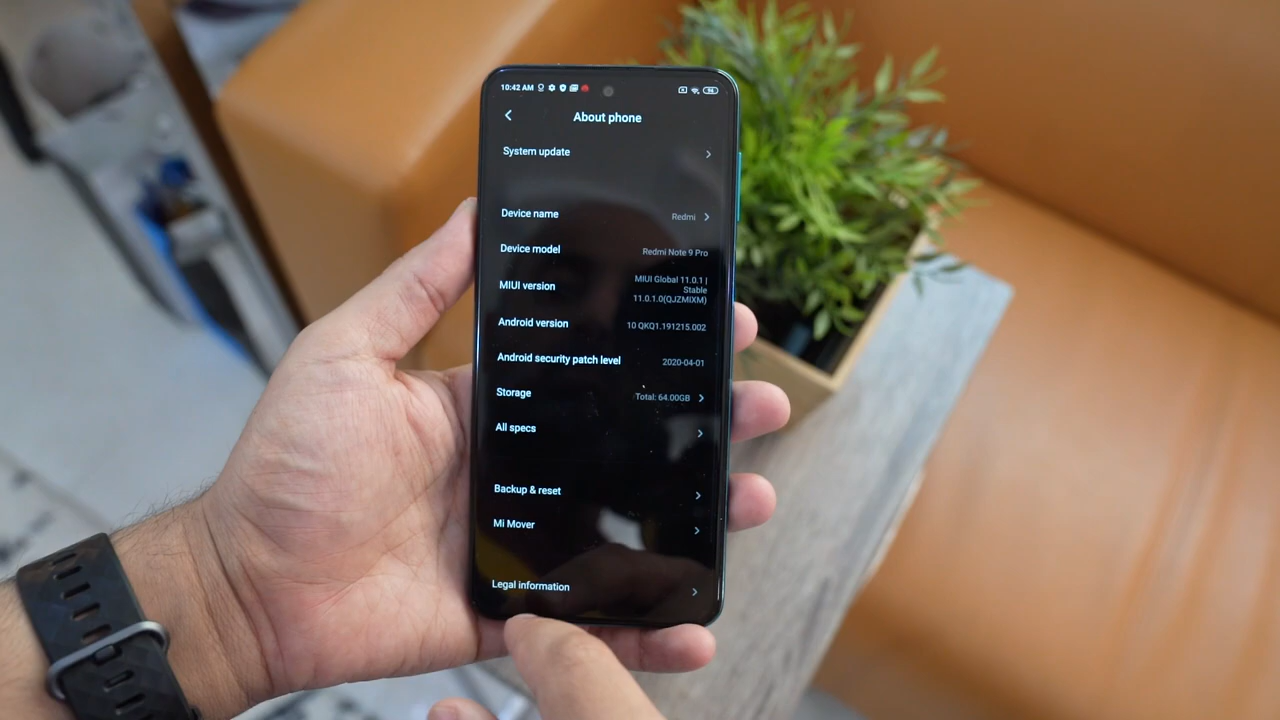 10:42 AM 94
About phone
System update
Device name Redmi
Device model Redmi Note 9 Pro
MIUI version MIUI Global 11.0.1 |
Stable
11.0.1.0(QJZMIXM)
Android version 10 QKQ1.191215.002
Android security patch level 2020-04-01
Storage Total: 64.00GB
All specs
Backup & reset
Mi Mover
Legal information